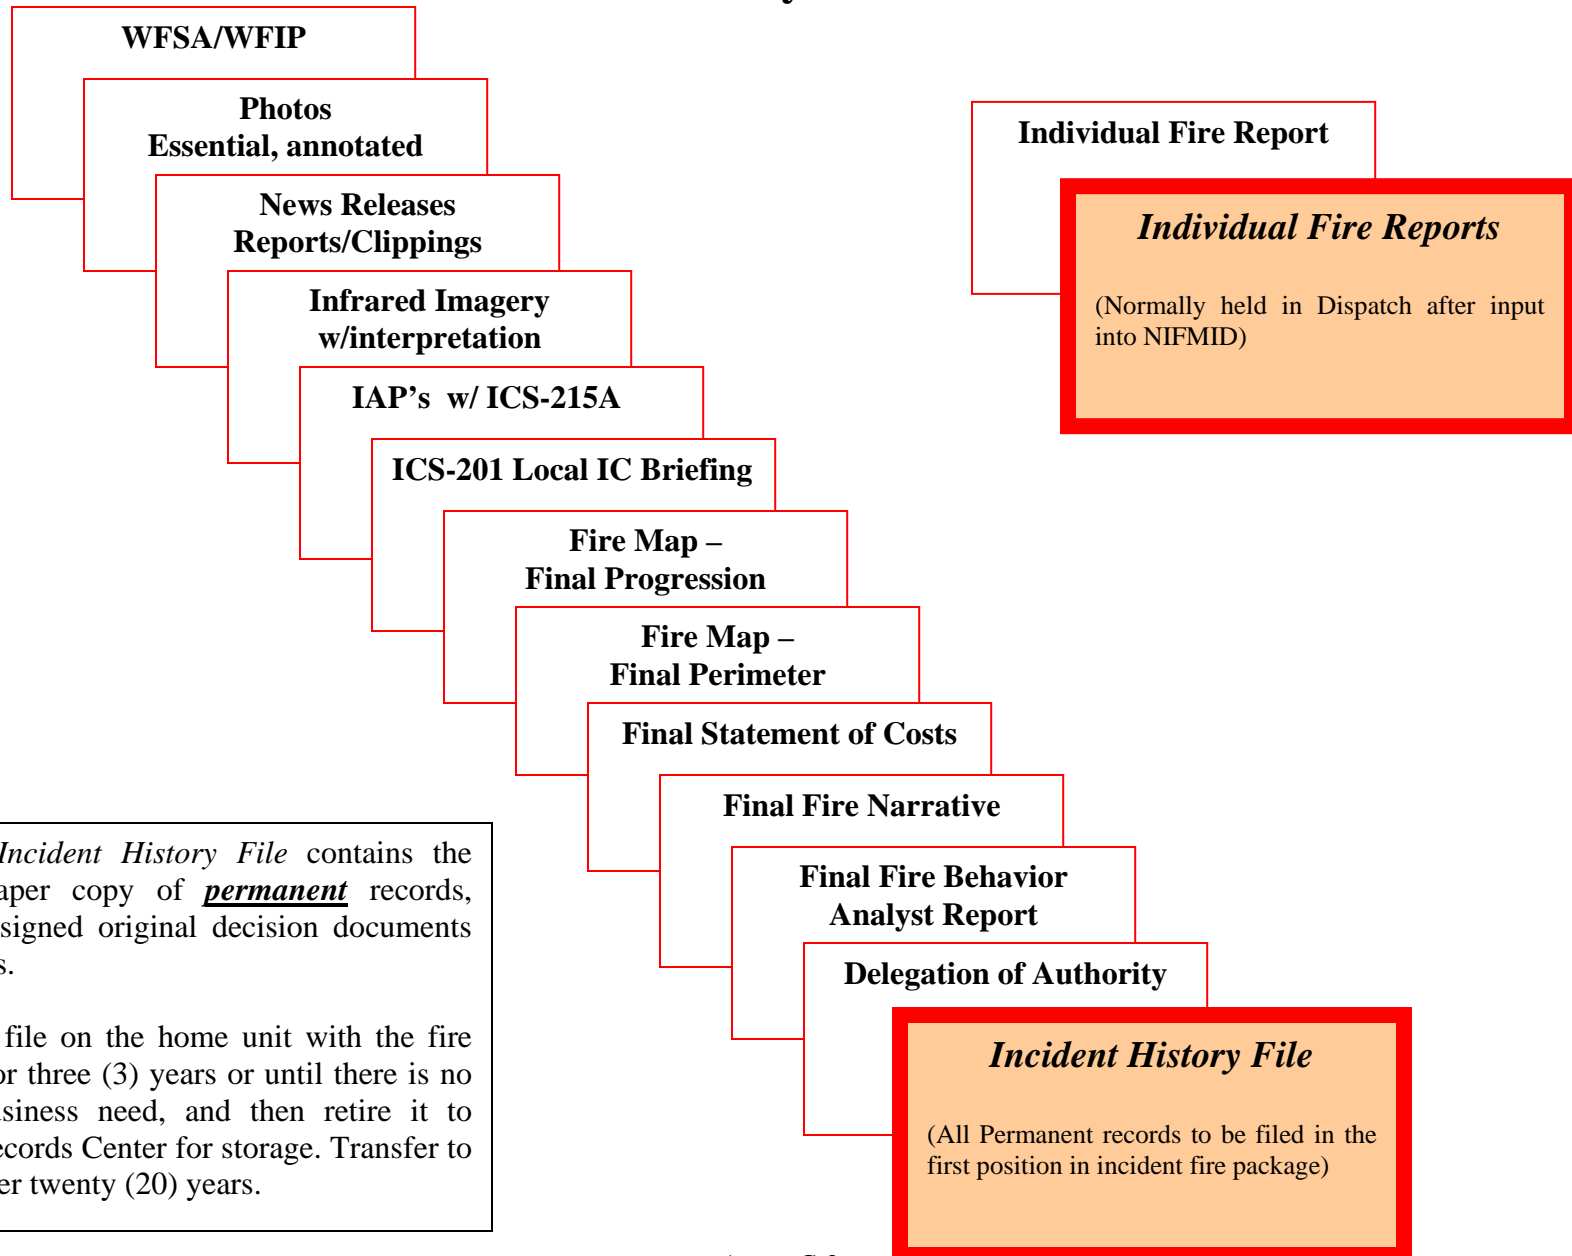 WFSA/WFIP
Photos
Essential, annotated
News Releases
Reports/Clippings
Infrared Imagery
w/interpretation
IAP’s w/ ICS-215A
ICS-201 Local IC Briefing
Fire Map –
Final Progression
Fire Map –
Final Perimeter
Final Statement of Costs
Final Fire Narrative
Final Fire Behavior
Analyst Report
Delegation of Authority
Incident History File
(All Permanent records to be filed in the
first position in incident fire package)
Individual Fire Report
Individual Fire Reports
(Normally held in Dispatch after input
into NIFMID)
Incident History File contains the
aper copy of permanent records,
signed original decision documents
s.
file on the home unit with the fire
or three (3) years or until there is no
usiness need, and then retire it to
ecords Center for storage. Transfer to
er twenty (20) years.